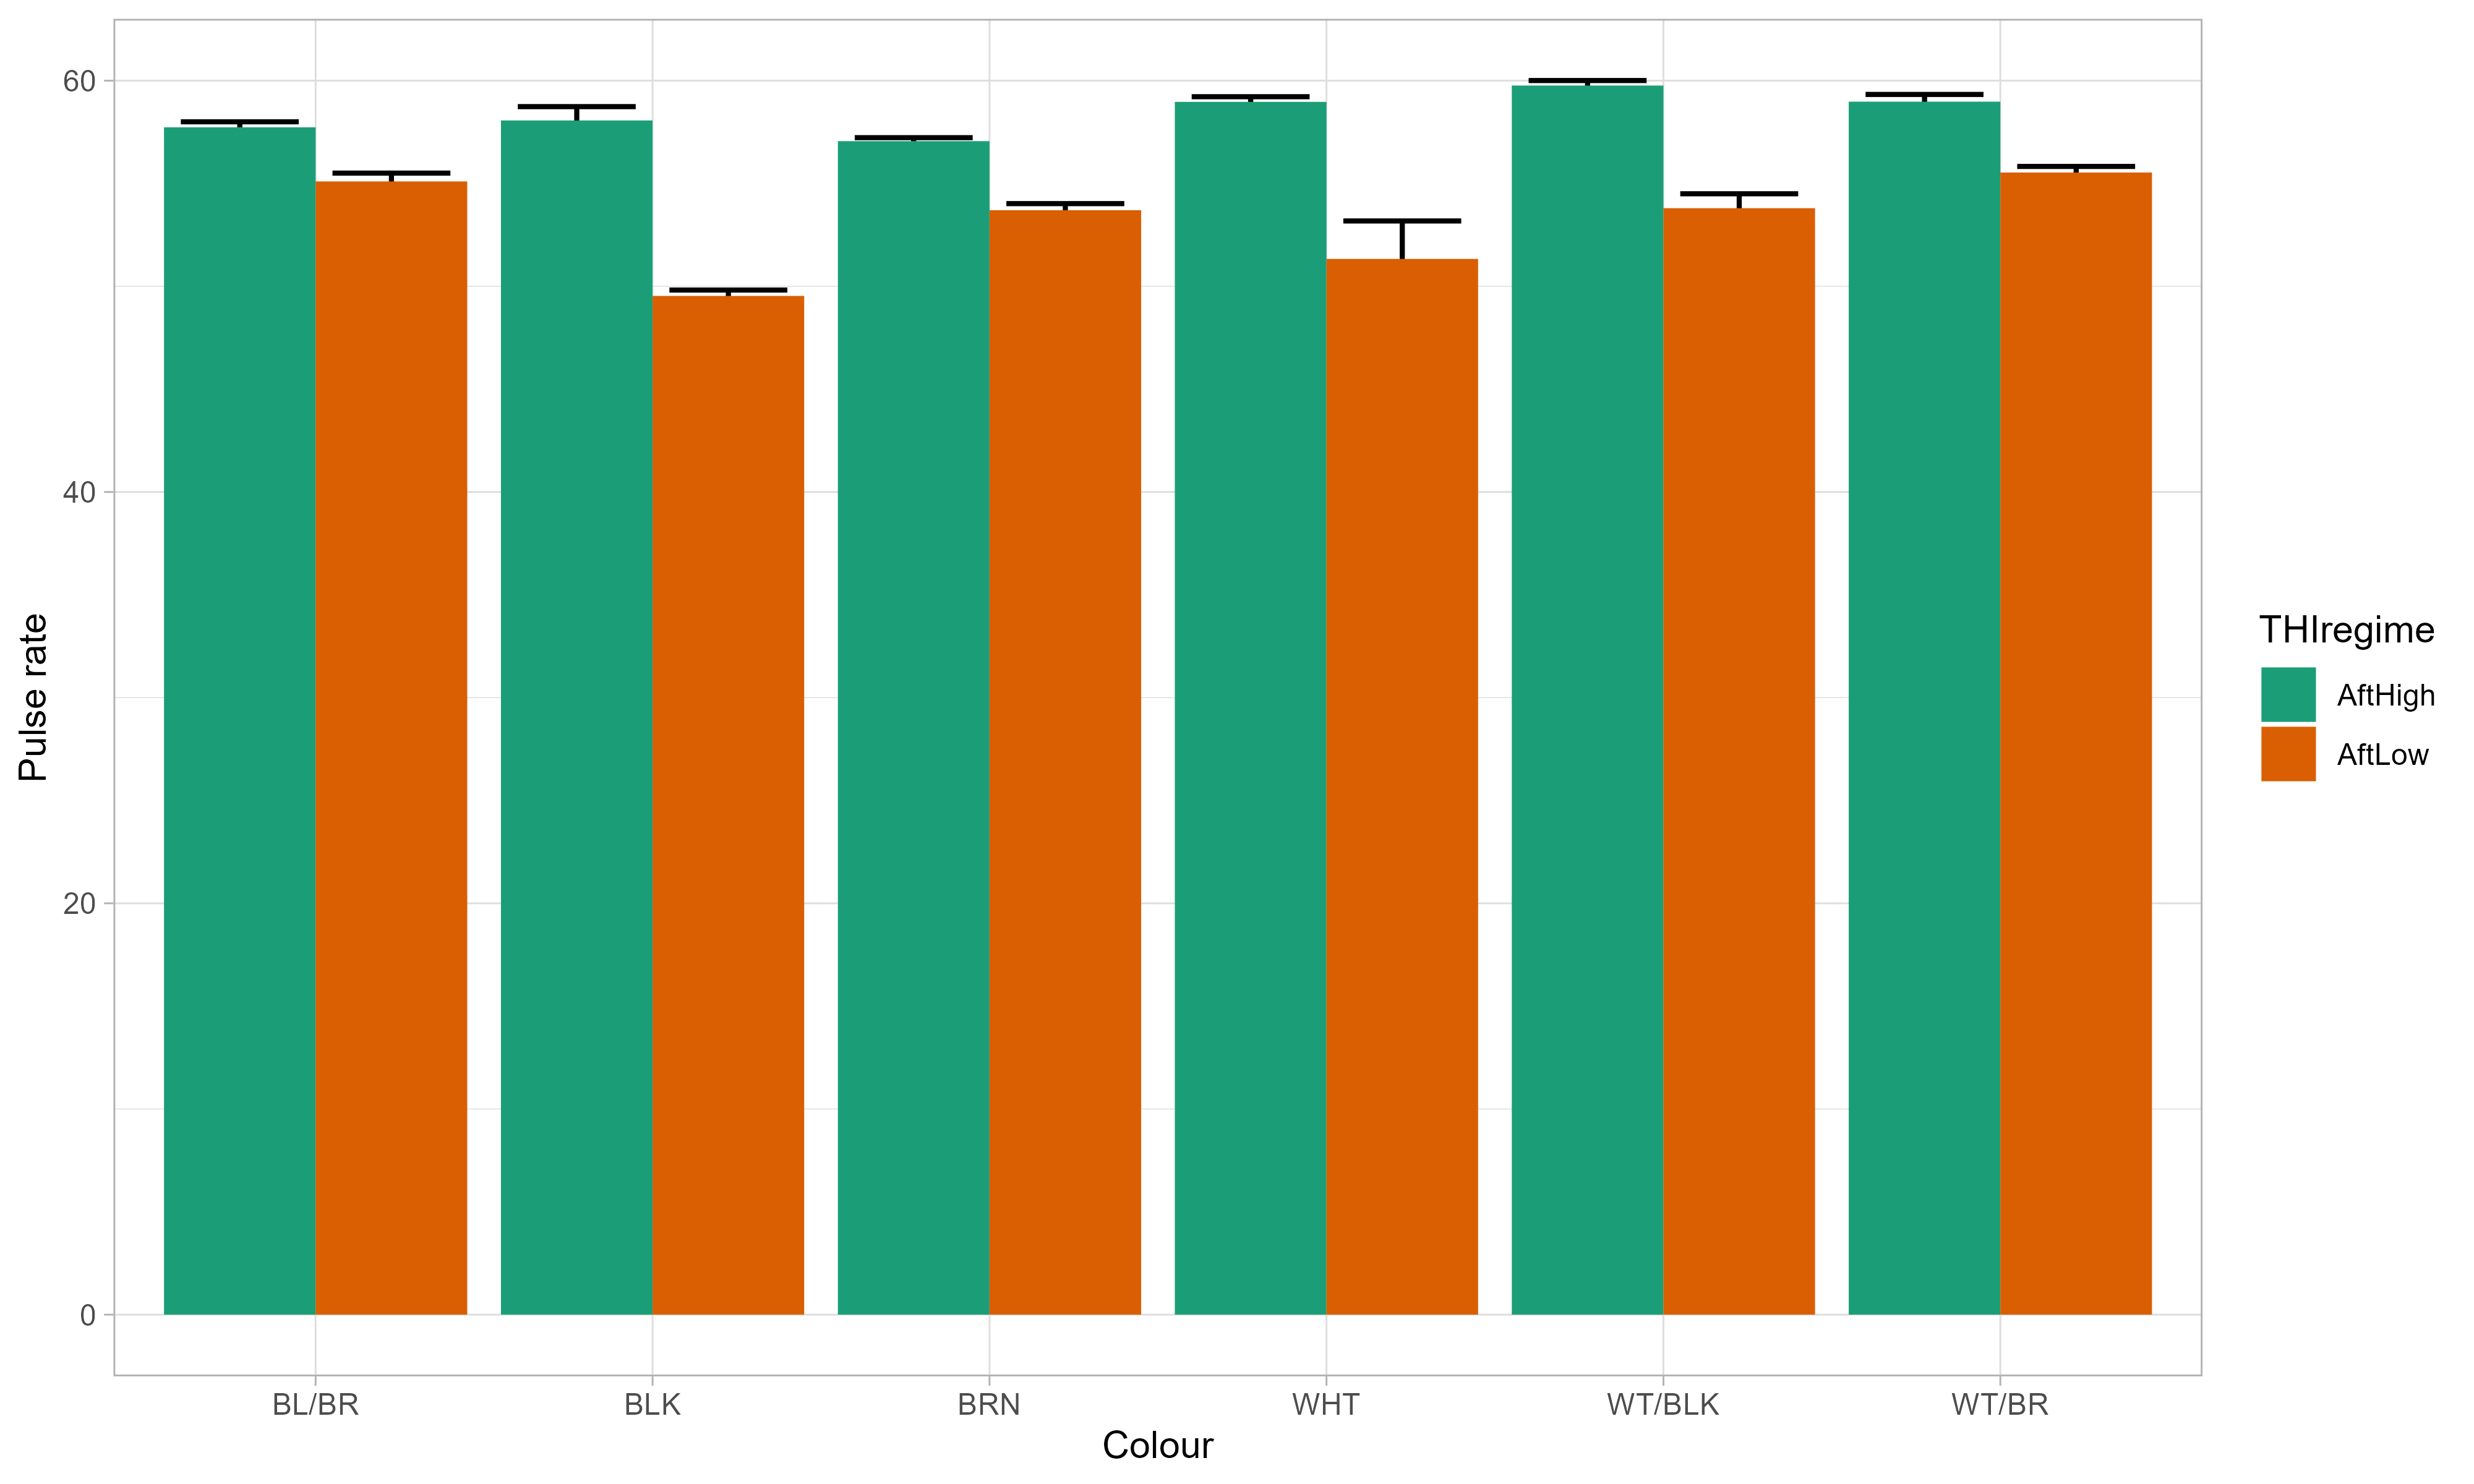 60
40
20
0
Pulse rate
BL/BR BLK BRN WHT WT/BLK WT/BR
Colour
THIregime
AftHigh
AftLow